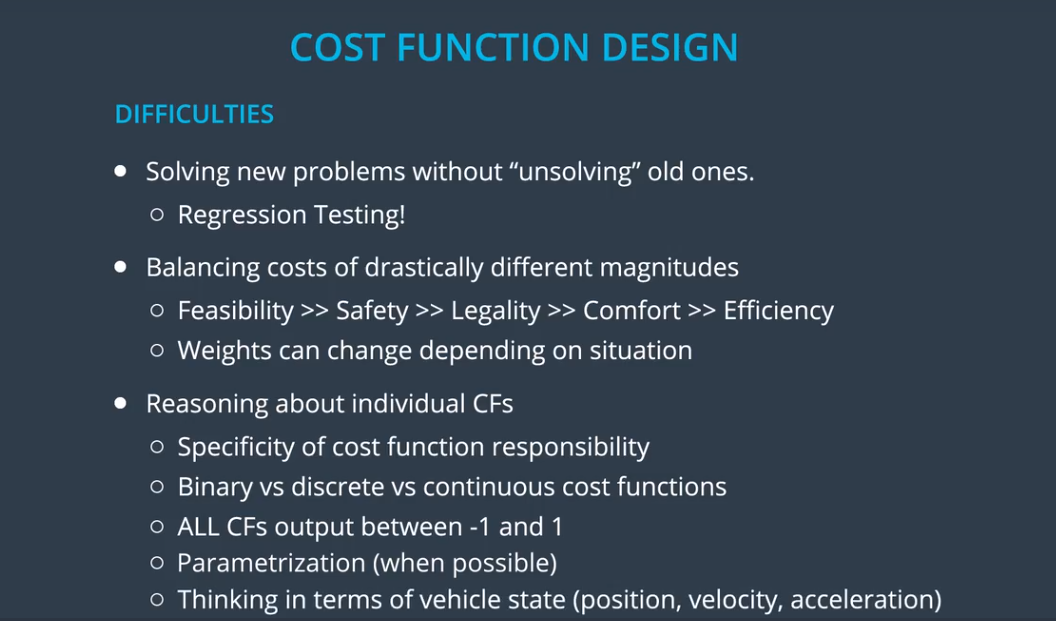 COST FUNCTION DESIGN
DIFFICULTIES
● Solving new problems without “unsolving” old ones.
○ Regression Testing!
● Balancing costs of drastically different magnitudes
○ Feasibility >> Safety >> Legality >> Comfort >> Efficiency
○ Weights can change depending on situation
● Reasoning about individual CFs
○ Specificity of cost function responsibility
○ Binary vs discrete vs continuous cost functions
○ ALL CFs output between -1 and 1
○ Parametrization (when possible)
○ Thinking in terms of vehicle state (position, velocity, acceleration)